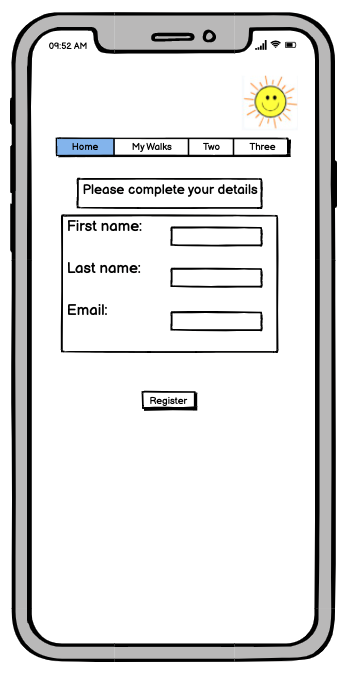 09:52 AM
Home My Walks Two Three
Please complete your details
First name:
Last name:
Email:
Register